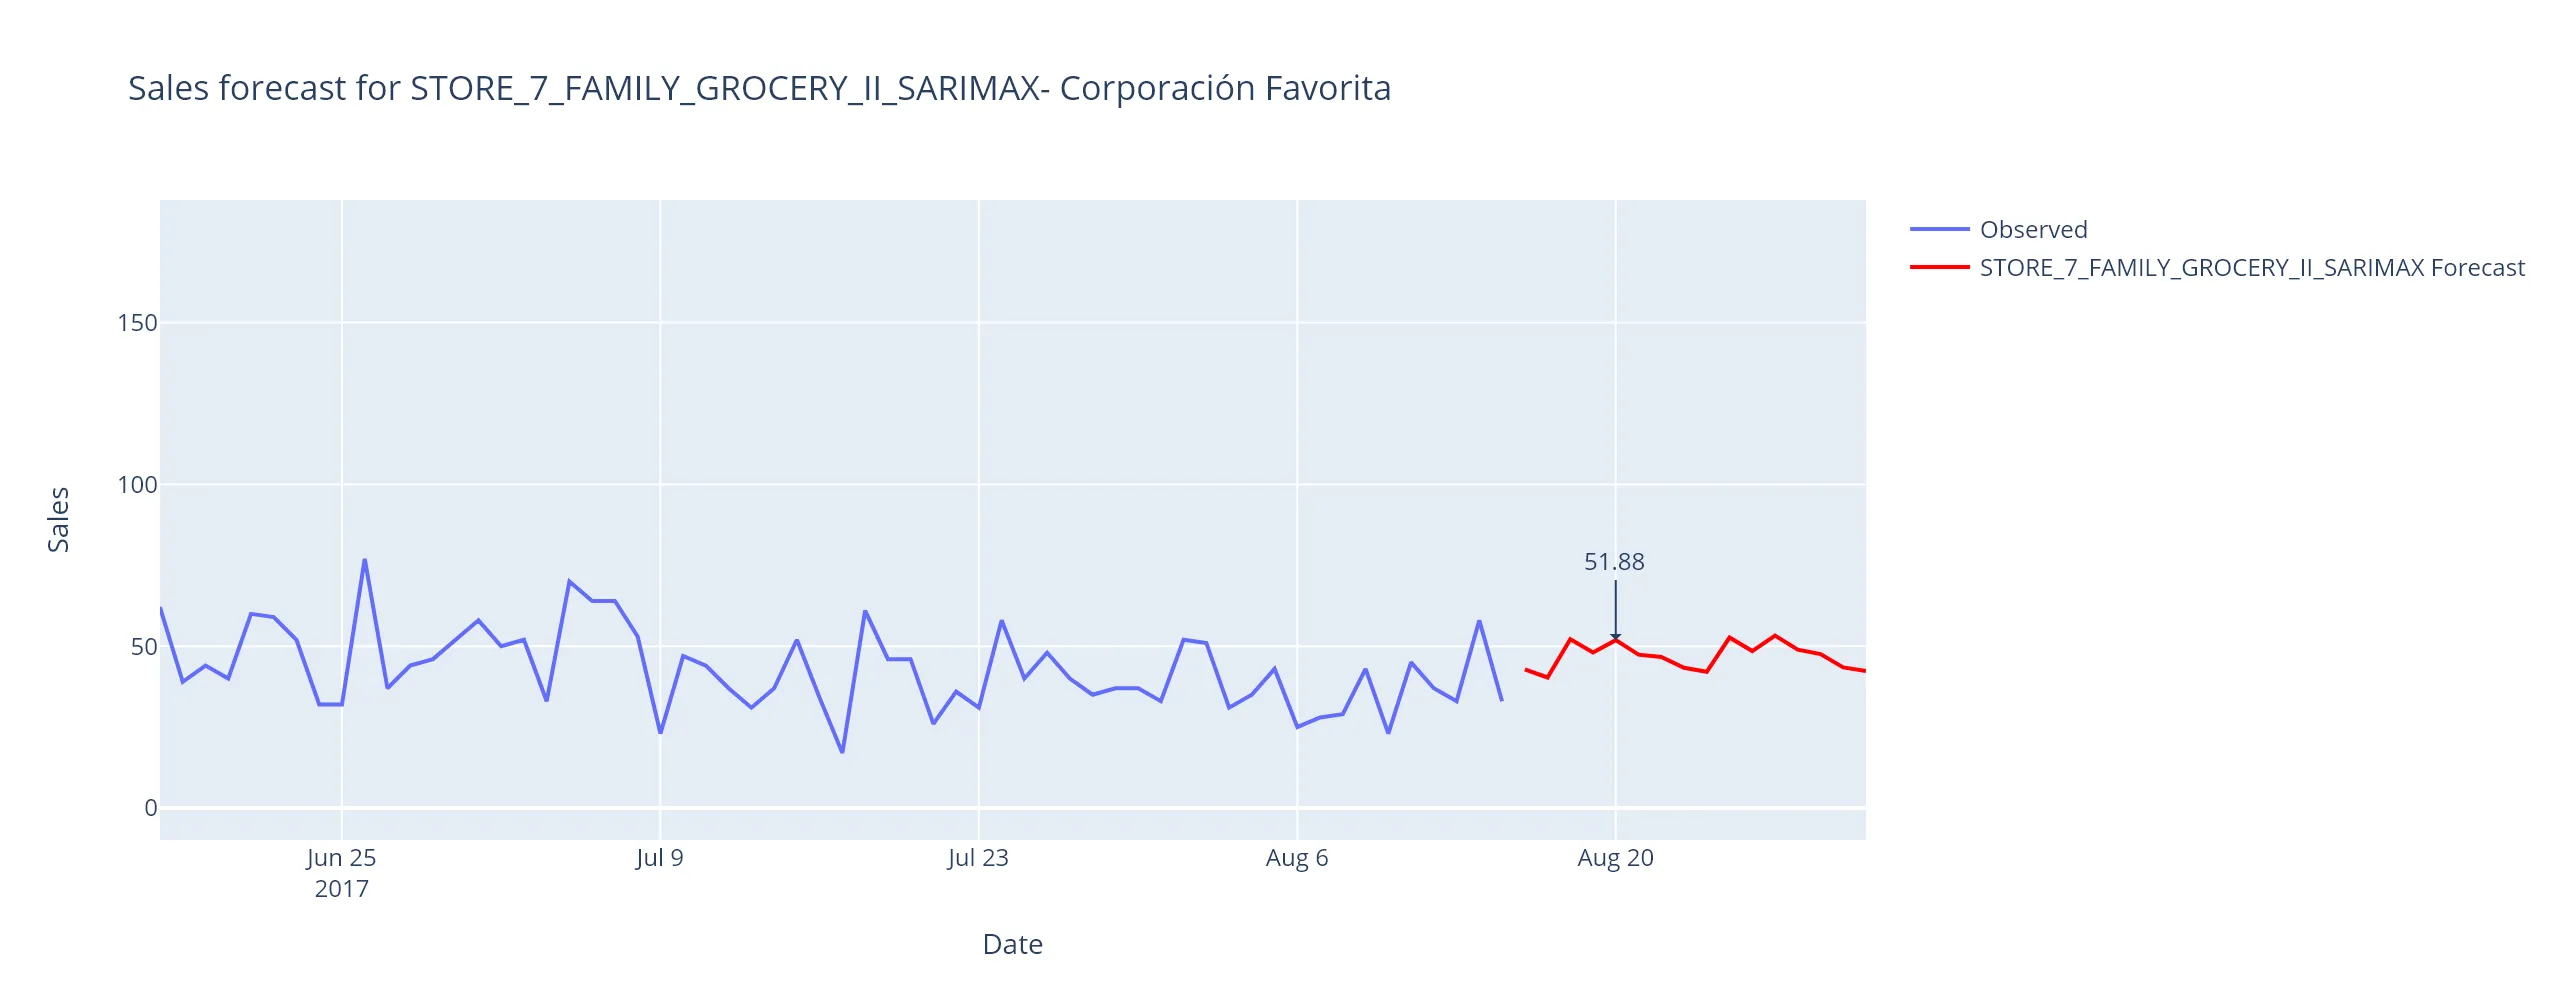 Sales forecast for STORE_7_FAMILY_GROCERY_II_SARIMAX- Corporación Favorita
Observed
STORE_7_FAMILY_GROCERY_II_SARIMAX Forecast
150
100
50
0
Sales
51.88
Jun 25
2017
Jul 9
Jul 23
Aug 6
Aug 20
Date